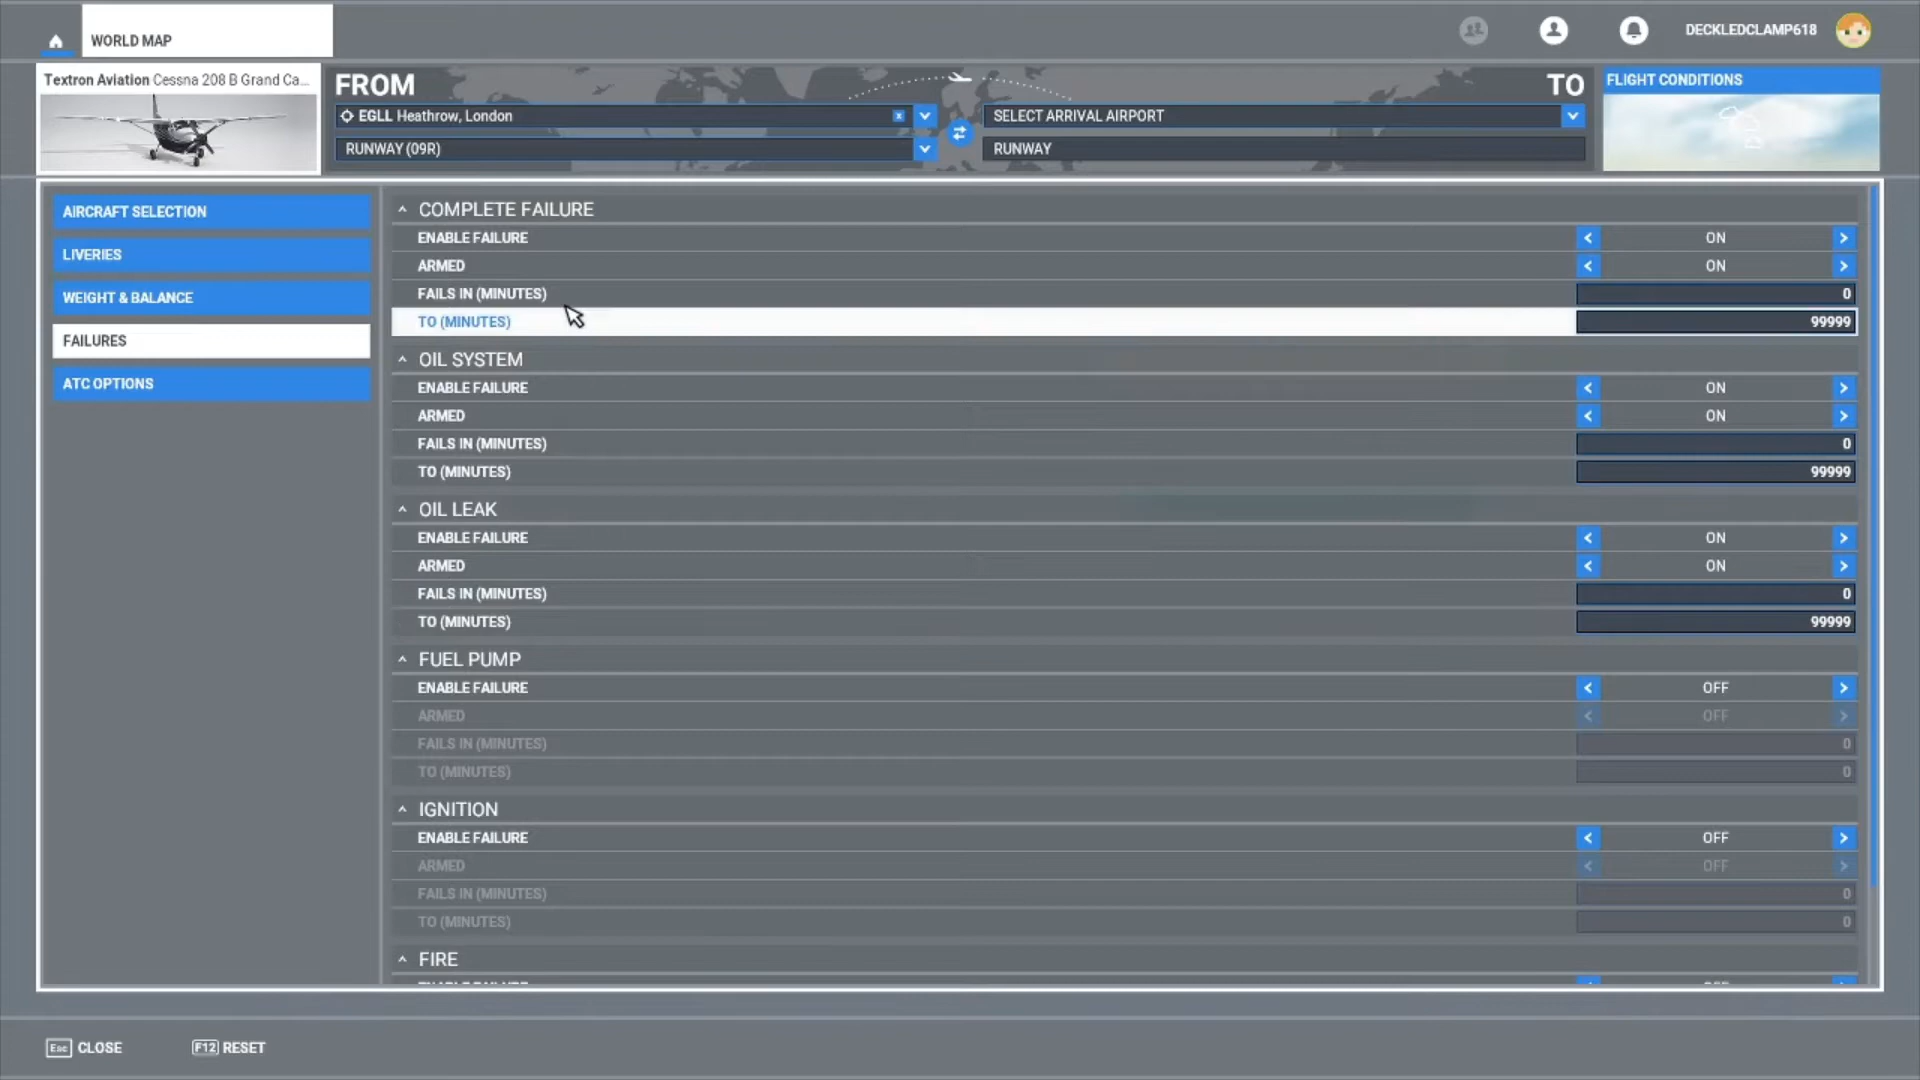 WORLD MAP
DECKLEDCLAMP618
Textron Aviation Cessna 208 B Grand Ca...
FROM
TO
FLIGHT CONDITIONS
EGLL Heathrow, London
SELECT ARRIVAL AIRPORT
RUNWAY (09R)
RUNWAY
AIRCRAFT SELECTION
LIVERIES
WEIGHT & BALANCE
FAILURES
ATC OPTIONS
COMPLETE FAILURE
ENABLE FAILURE ON
ARMED ON
FAILS IN (MINUTES) 0
TO (MINUTES) 99999
OIL SYSTEM
ENABLE FAILURE ON
ARMED ON
FAILS IN (MINUTES) 0
TO (MINUTES) 99999
OIL LEAK
ENABLE FAILURE ON
ARMED ON
FAILS IN (MINUTES) 0
TO (MINUTES) 99999
FUEL PUMP
ENABLE FAILURE OFF
ARMED OFF
FAILS IN (MINUTES) 0
TO (MINUTES) 0
IGNITION
ENABLE FAILURE OFF
ARMED OFF
FAILS IN (MINUTES) 0
TO (MINUTES) 0
FIRE
Esc CLOSE
F12 RESET